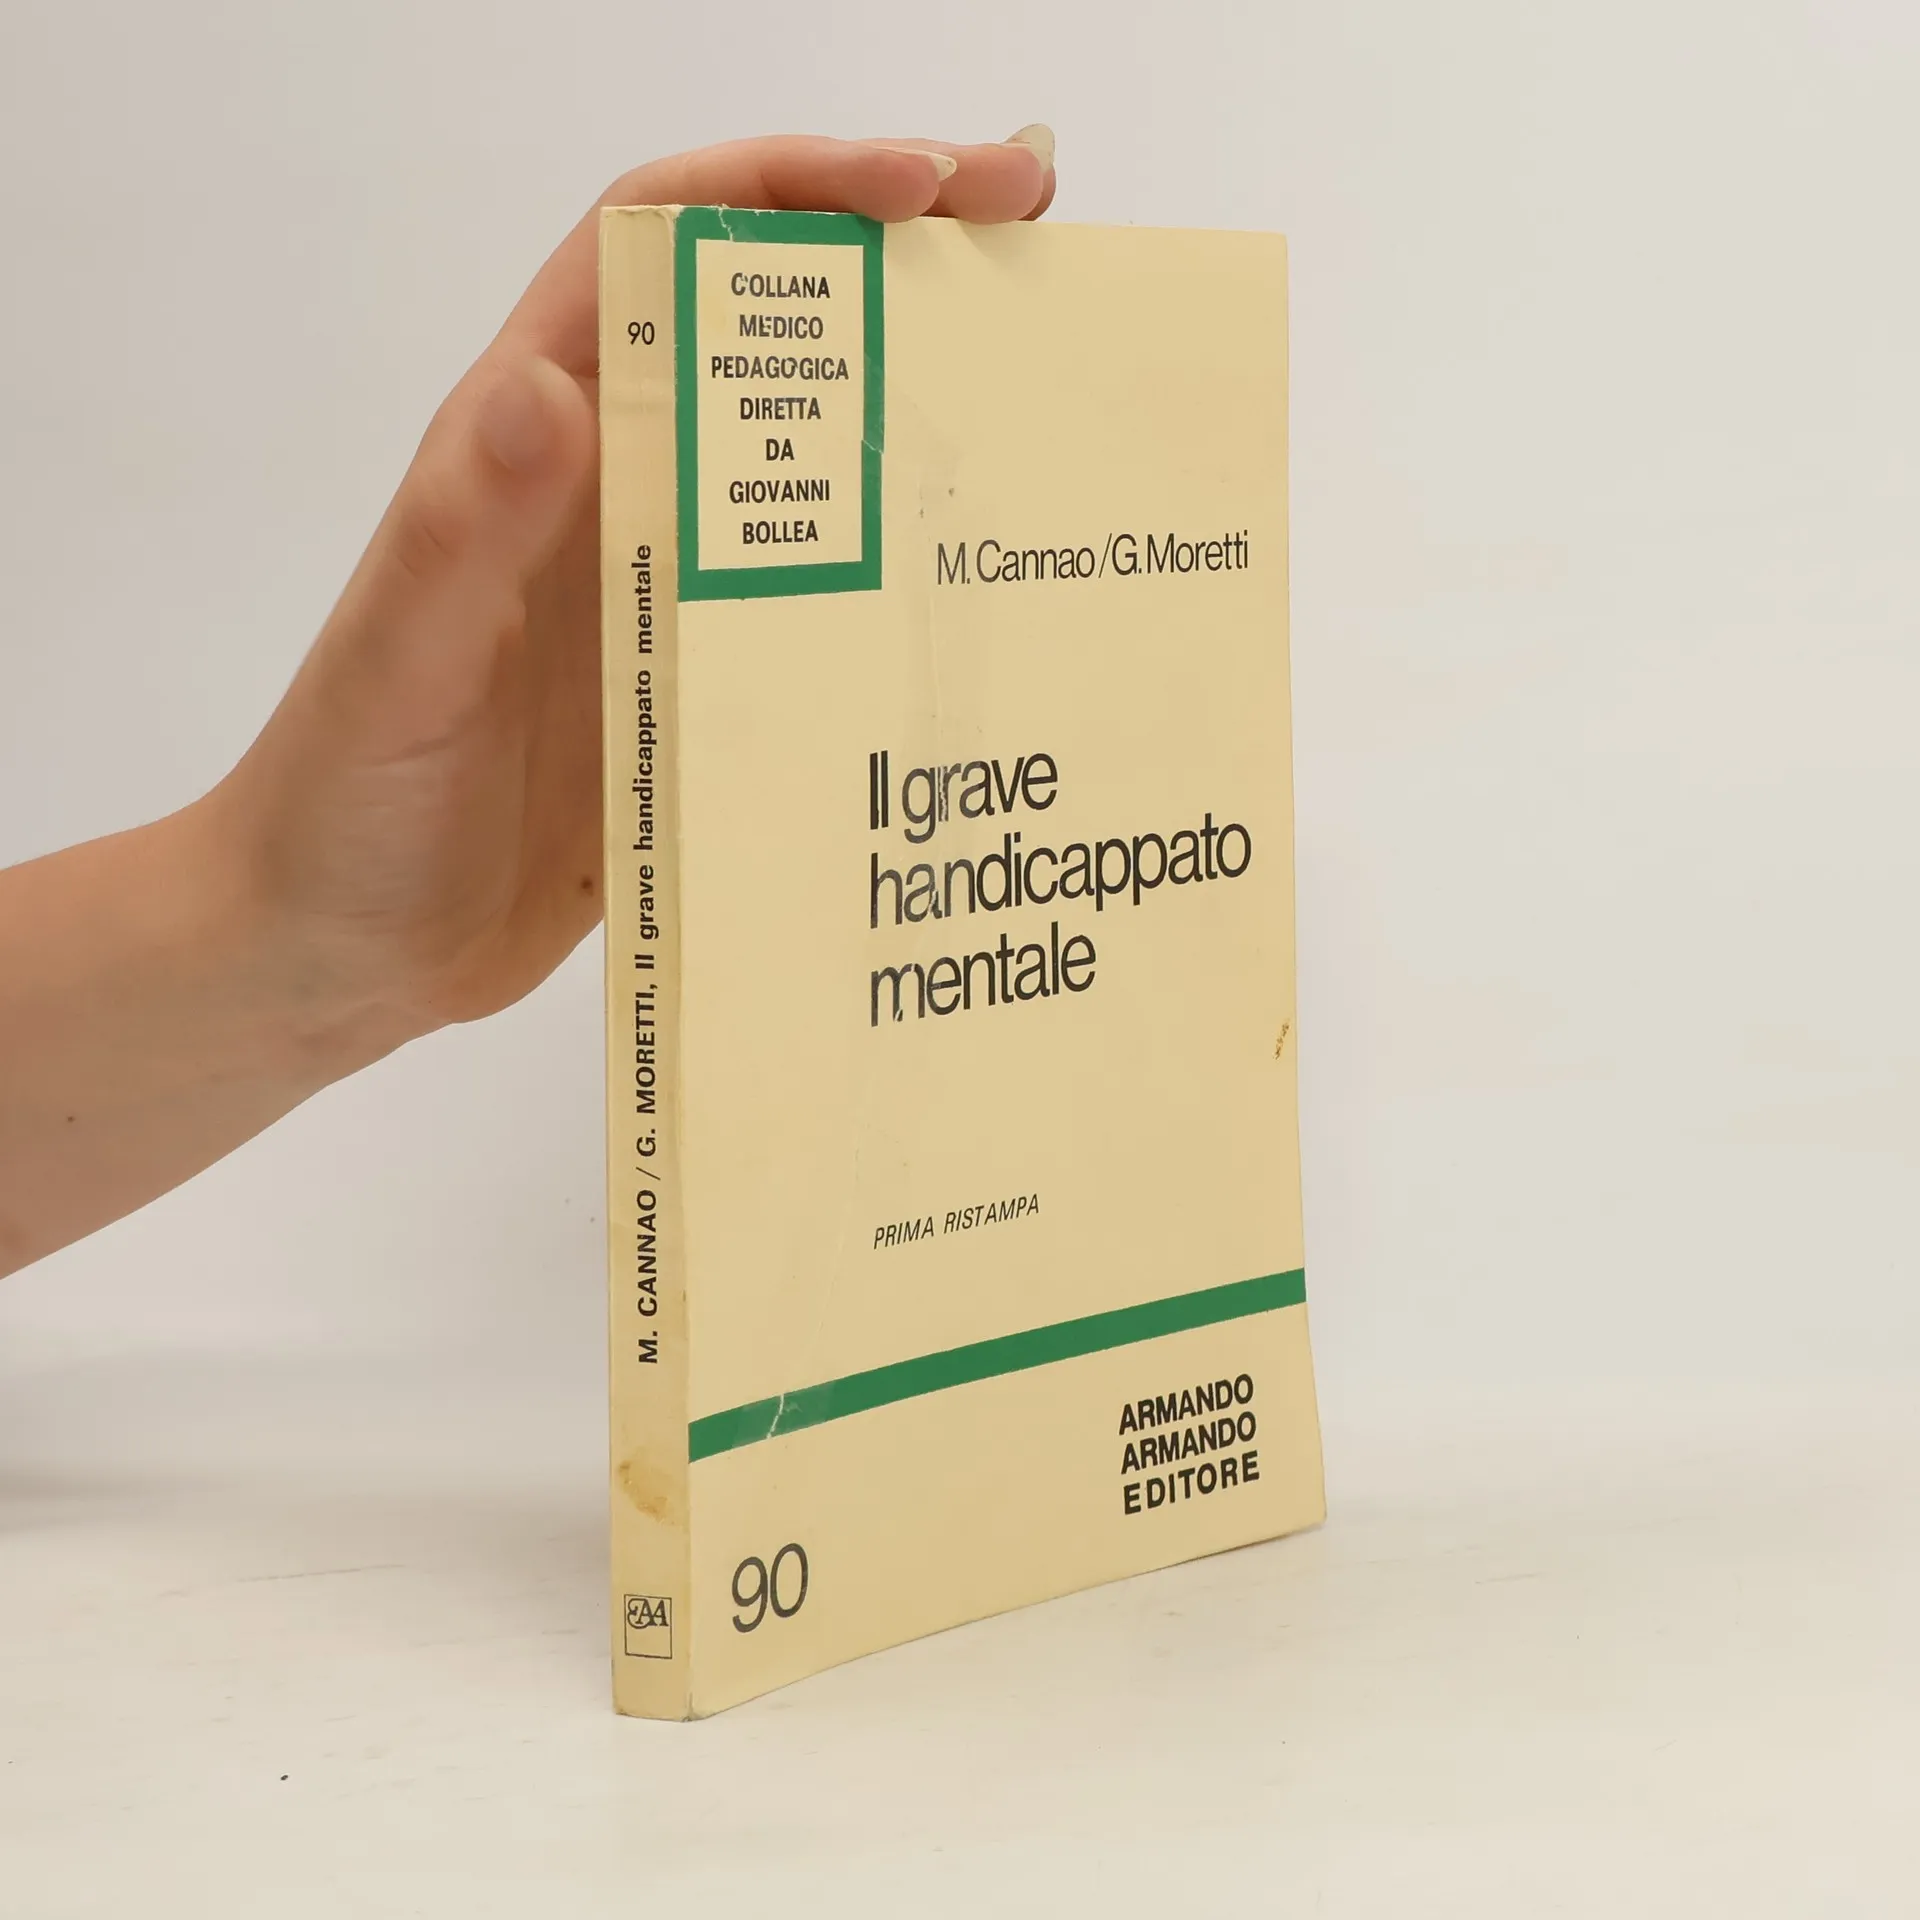 COLLANA
MEDICO
PEDAGOGICA
DIRETTA
DA
GIOVANNI
BOLLEA
M. Cannao/G. Moretti
Il grave
handicappato
mentale
PRIMA RISTAMPA
ARMANDO
ARMANDO
EDITORE
90
90
M. CANNAO / G. MORETTI, Il grave handicappato mentale
EAA